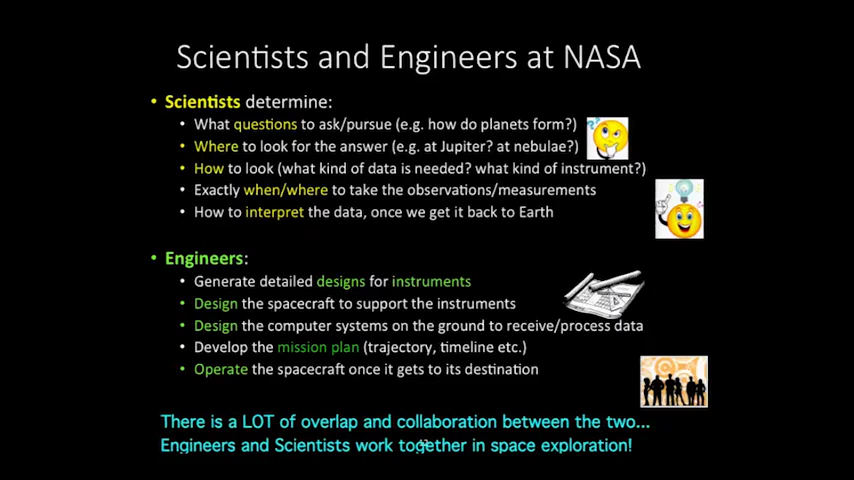 Scientists and Engineers at NASA
• Scientists determine:
• What questions to ask/pursue (e.g. how do planets form?)
• Where to look for the answer (e.g. at Jupiter? at nebulae?)
• How to look (what kind of data is needed? what kind of instrument?)
• Exactly when/where to take the observations/measurements
• How to interpret the data, once we get it back to Earth
• Engineers:
• Generate detailed designs for instruments
• Design the spacecraft to support the instruments
• Design the computer systems on the ground to receive/process data
• Develop the mission plan (trajectory, timeline etc.)
• Operate the spacecraft once it gets to its destination
There is a LOT of overlap and collaboration between the two...
Engineers and Scientists work together in space exploration!